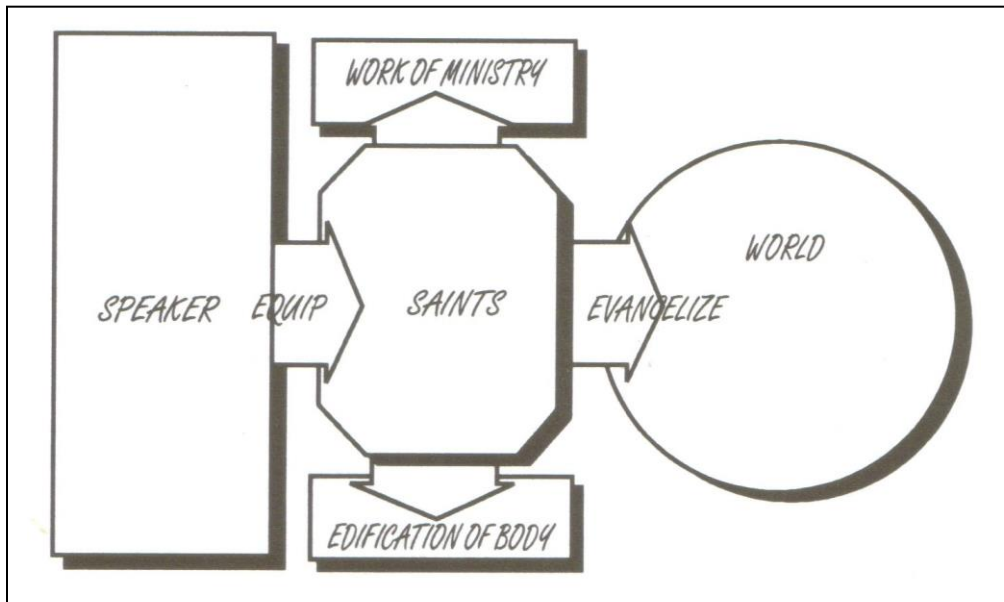 WORK OF MINISTRY
SPEAKER
EQUIP
SAINTS
EVANGELIZE
WORLD
EDIFICATION OF BODY